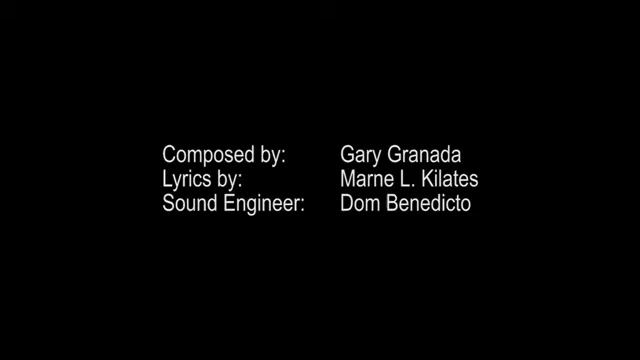 Composed by: Gary Granada
Lyrics by: Marne L. Kilates
Sound Engineer: Dom Benedicto